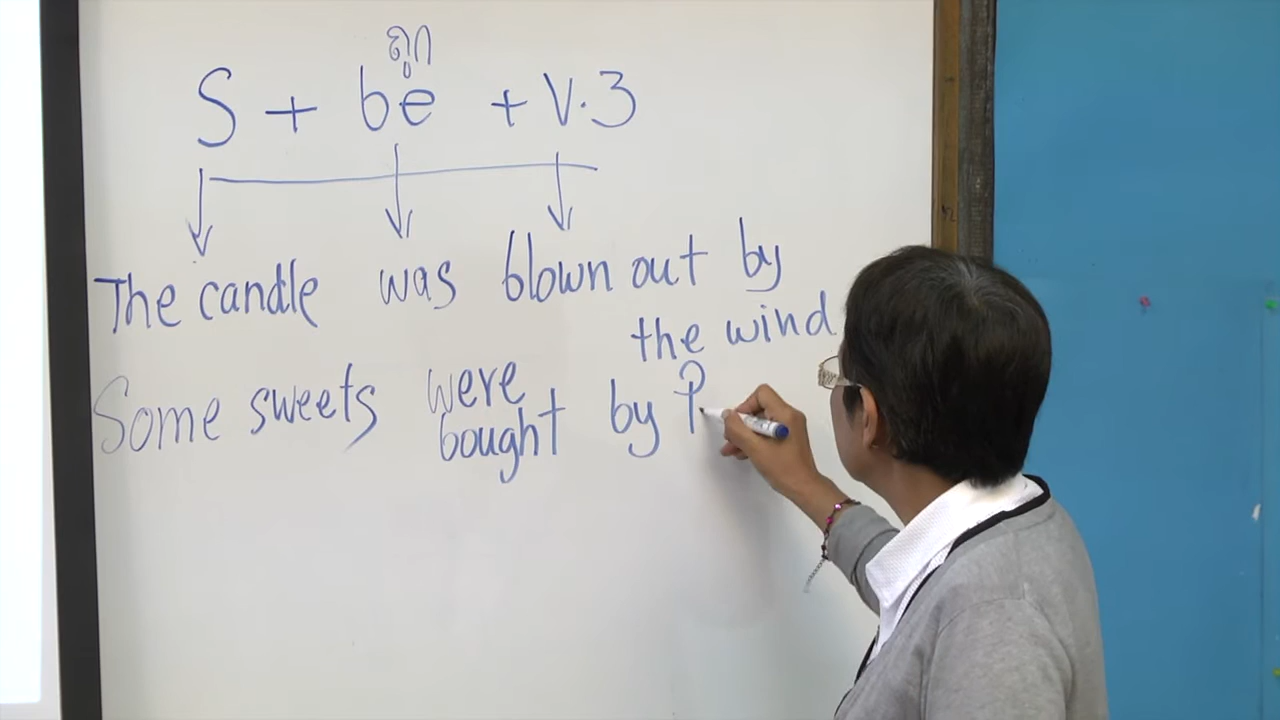 ถูก
S + be + V.3
The candle was blown out by
the wind
Some sweets were
bought by P